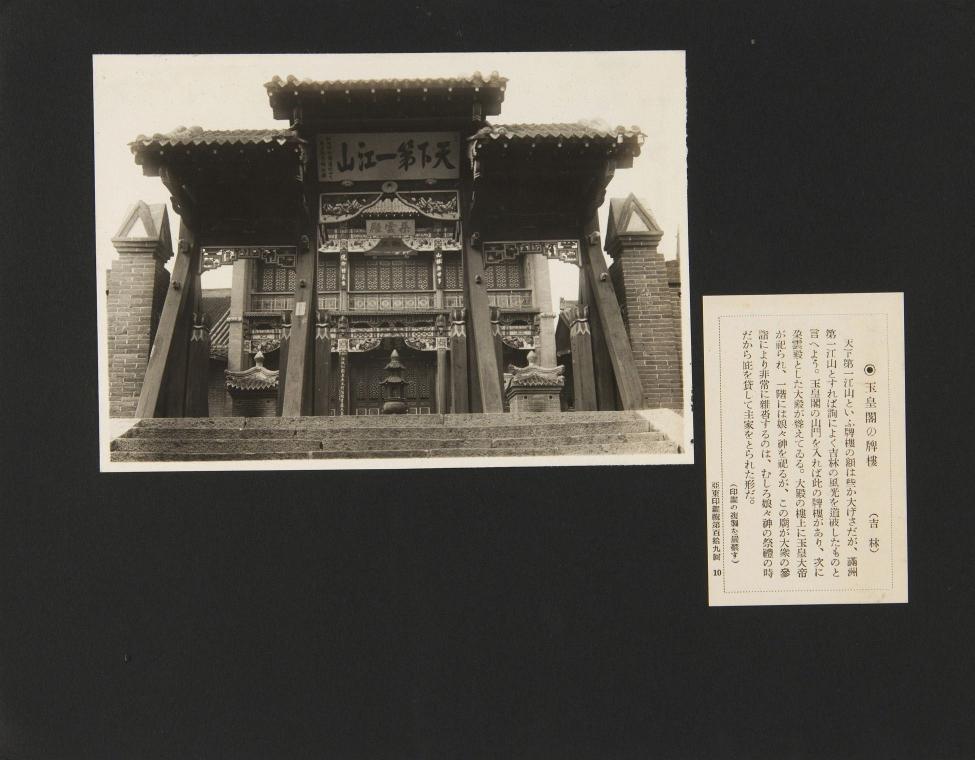 天下第一江山
朵雲殿
◉玉皇閣の牌樓
(吉林)
天下第一江山といふ牌樓の額は些か大げさだが、滿洲
第一江山とすれば洵によく吉林の風光を道破したものと
言へよう。玉皇閣の山門を入れば此の牌樓があり、次に
朶雲殿とした大殿が聳えてゐる。大殿の樓上に玉皇大帝
が祀られ、一階には娘々神を祀るが、この廟が大衆の參
詣により非常に雜沓するのは、むしろ娘々神の祭禮の時
だから庇を貸して主家をとられた形だ。
(印畫の複製を嚴禁す)
亞東印畫輯第百拾九回 10